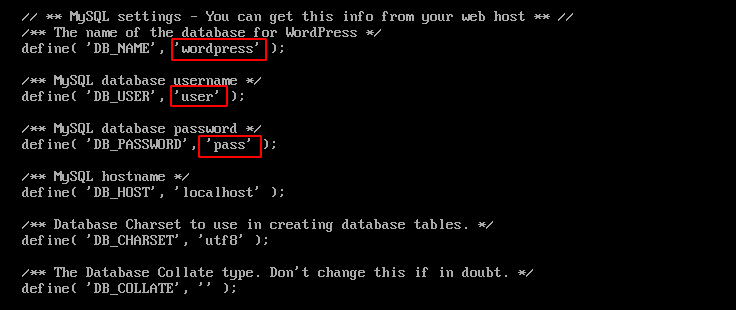 // ** MySQL settings - You can get this info from your web host ** //
/** The name of the database for WordPress */
define( 'DB_NAME', 'wordpress' );
/** MySQL database username */
define( 'DB_USER', 'user' );
/** MySQL database password */
define( 'DB_PASSWORD', 'pass' );
/** MySQL hostname */
define( 'DB_HOST', 'localhost' );
/** Database Charset to use in creating database tables. */
define( 'DB_CHARSET', 'utf8' );
/** The Database Collate type. Don't change this if in doubt. */
define( 'DB_COLLATE', '' );